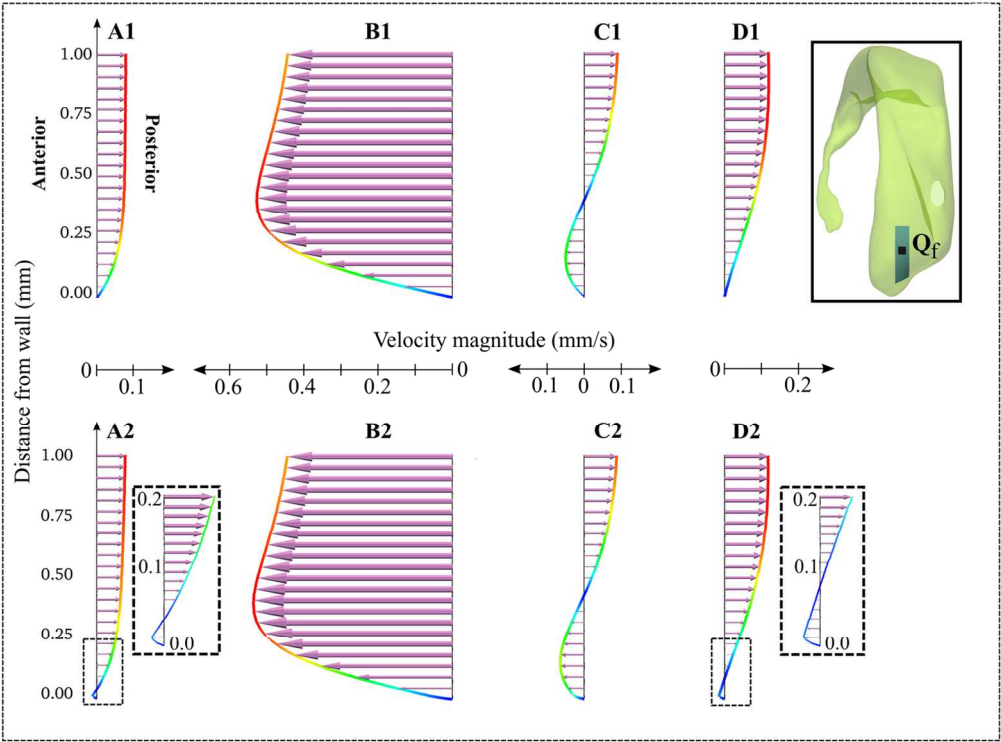 A1
B1
C1
D1
1.00
0.75
0.50
0.25
0.00
Anterior
Posterior
Qf
Distance from wall (mm)
Velocity magnitude (mm/s)
0
0.1
0.6
0.4
0.2
0
0.1
0
0.1
0
0.2
A2
B2
C2
D2
1.00
0.75
0.50
0.25
0.00
0.2
0.1
0.0
0.2
0.1
0.0